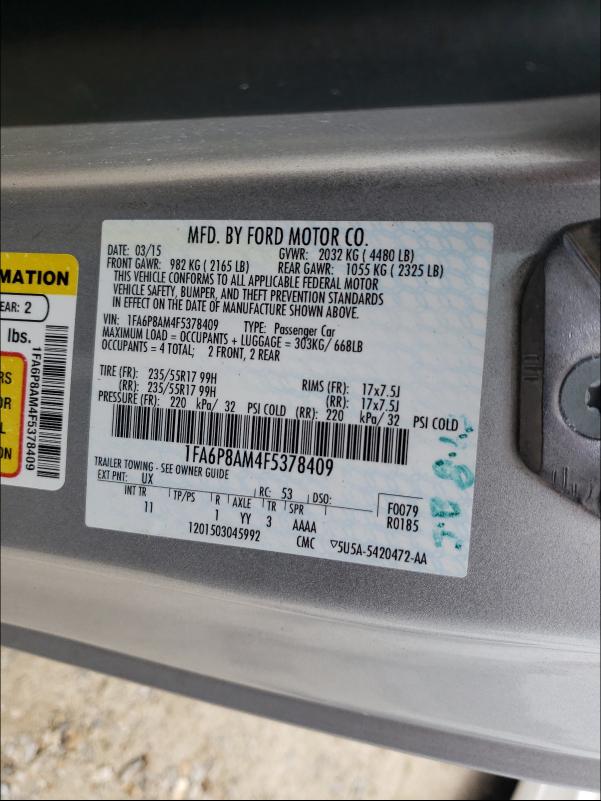 MFD. BY FORD MOTOR CO.
DATE: 03/15 GVWR: 2032 KG ( 4480 LB)
FRONT GAWR: 982 KG ( 2165 LB) REAR GAWR: 1055 KG ( 2325 LB)
THIS VEHICLE CONFORMS TO ALL APPLICABLE FEDERAL MOTOR
VEHICLE SAFETY, BUMPER, AND THEFT PREVENTION STANDARDS
IN EFFECT ON THE DATE OF MANUFACTURE SHOWN ABOVE.
VIN: 1FA6P8AM4F5378409 TYPE: Passenger Car
MAXIMUM LOAD = OCCUPANTS + LUGGAGE = 303KG/ 668LB
OCCUPANTS = 4 TOTAL; 2 FRONT, 2 REAR
TIRE (FR): 235/55R17 99H RIMS (FR): 17x7.5J
(RR): 235/55R17 99H (RR): 17x7.5J
PRESSURE (FR): 220 kPa/ 32 PSI COLD (RR): 220 kPa/ 32 PSI COLD
1FA6P8AM4F5378409
TRAILER TOWING - SEE OWNER GUIDE
EXT PNT: UX RC: 53 DSO: F0079
INT TR TP/PS R AXLE TR SPR R0185
11 1 YY 3 AAAA
1201503045992 CMC ▽5U5A-5420472-AA
RMATION
EAR: 2
lbs.
RS
OR
AL
ION
1FA6P8AM4F5378409